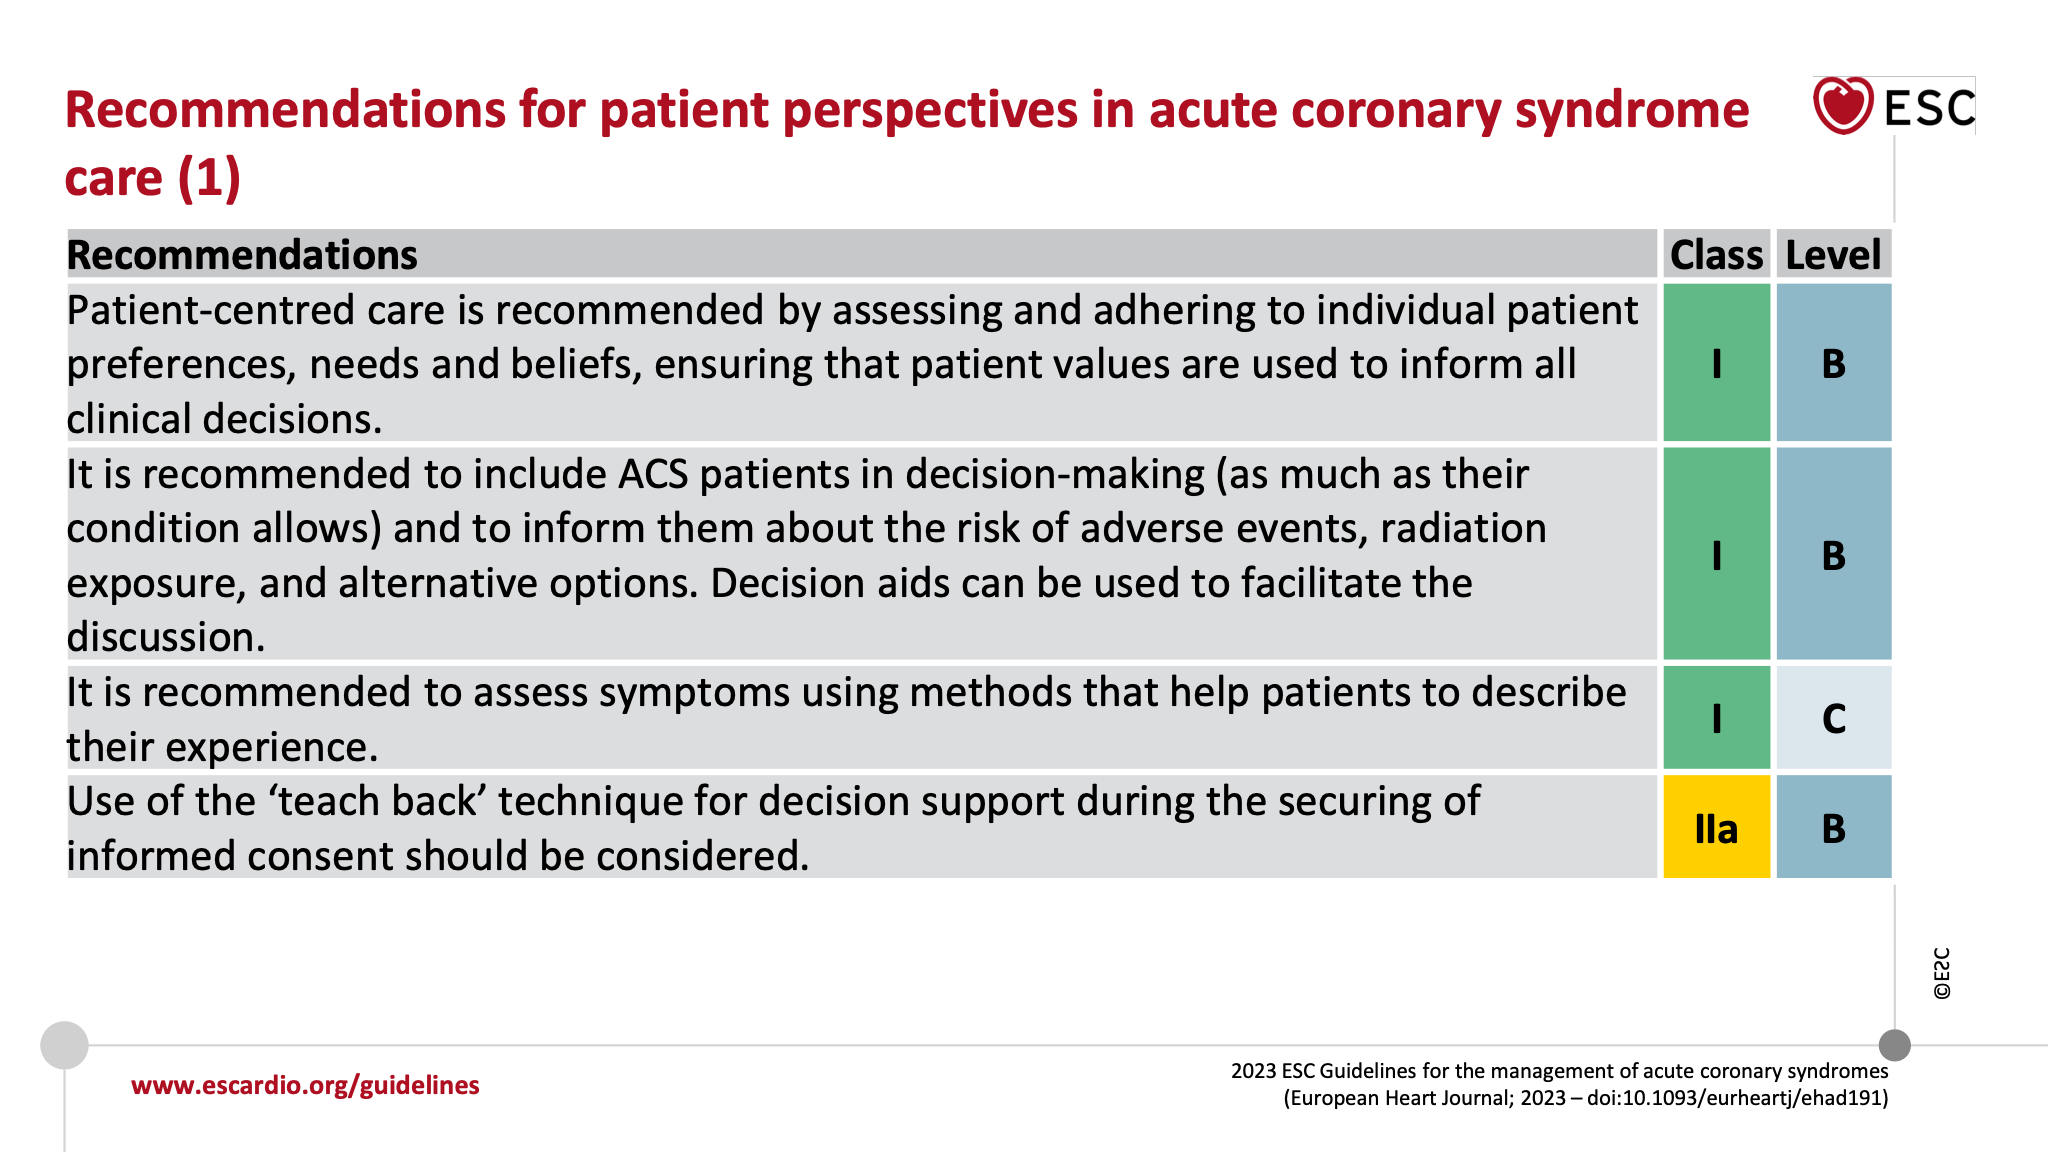 Recommendations for patient perspectives in acute coronary syndrome
care (1)
ESC
Recommendations Class Level
Patient-centred care is recommended by assessing and adhering to individual patient
preferences, needs and beliefs, ensuring that patient values are used to inform all
clinical decisions.
I B
It is recommended to include ACS patients in decision-making (as much as their
condition allows) and to inform them about the risk of adverse events, radiation
exposure, and alternative options. Decision aids can be used to facilitate the
discussion.
I B
It is recommended to assess symptoms using methods that help patients to describe
their experience.
I C
Use of the ‘teach back’ technique for decision support during the securing of
informed consent should be considered.
IIa B
©ESC
www.escardio.org/guidelines
2023 ESC Guidelines for the management of acute coronary syndromes
(European Heart Journal; 2023 – doi:10.1093/eurheartj/ehad191)